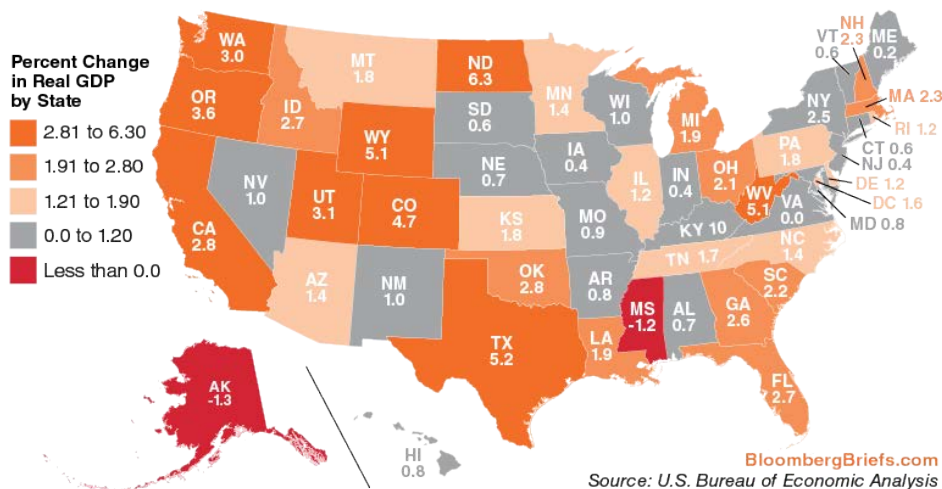 Percent Change
in Real GDP
by State
2.81 to 6.30
1.91 to 2.80
1.21 to 1.90
0.0 to 1.20
Less than 0.0
WA
3.0
OR
3.6
CA
2.8
ID
2.7
NV
1.0
MT
1.8
WY
5.1
UT
3.1
CO
4.7
AZ
1.4
NM
1.0
ND
6.3
SD
0.6
NE
0.7
KS
1.8
OK
2.8
TX
5.2
MN
1.4
IA
0.4
MO
0.9
AR
0.8
LA
1.9
WI
1.0
IL
1.2
IN
0.4
MI
1.9
OH
2.1
KY 10
TN 1.7
MS
-1.2
AL
0.7
GA
2.6
FL
2.7
SC
2.2
NC
1.4
VA
0.0
WV
5.1
PA
1.8
NY
2.5
VT
0.6
NH
2.3
ME
0.2
MA 2.3
RI 1.2
CT 0.6
NJ 0.4
DE 1.2
DC 1.6
MD 0.8
AK
-1.3
HI
0.8
BloombergBriefs.com
Source: U.S. Bureau of Economic Analysis